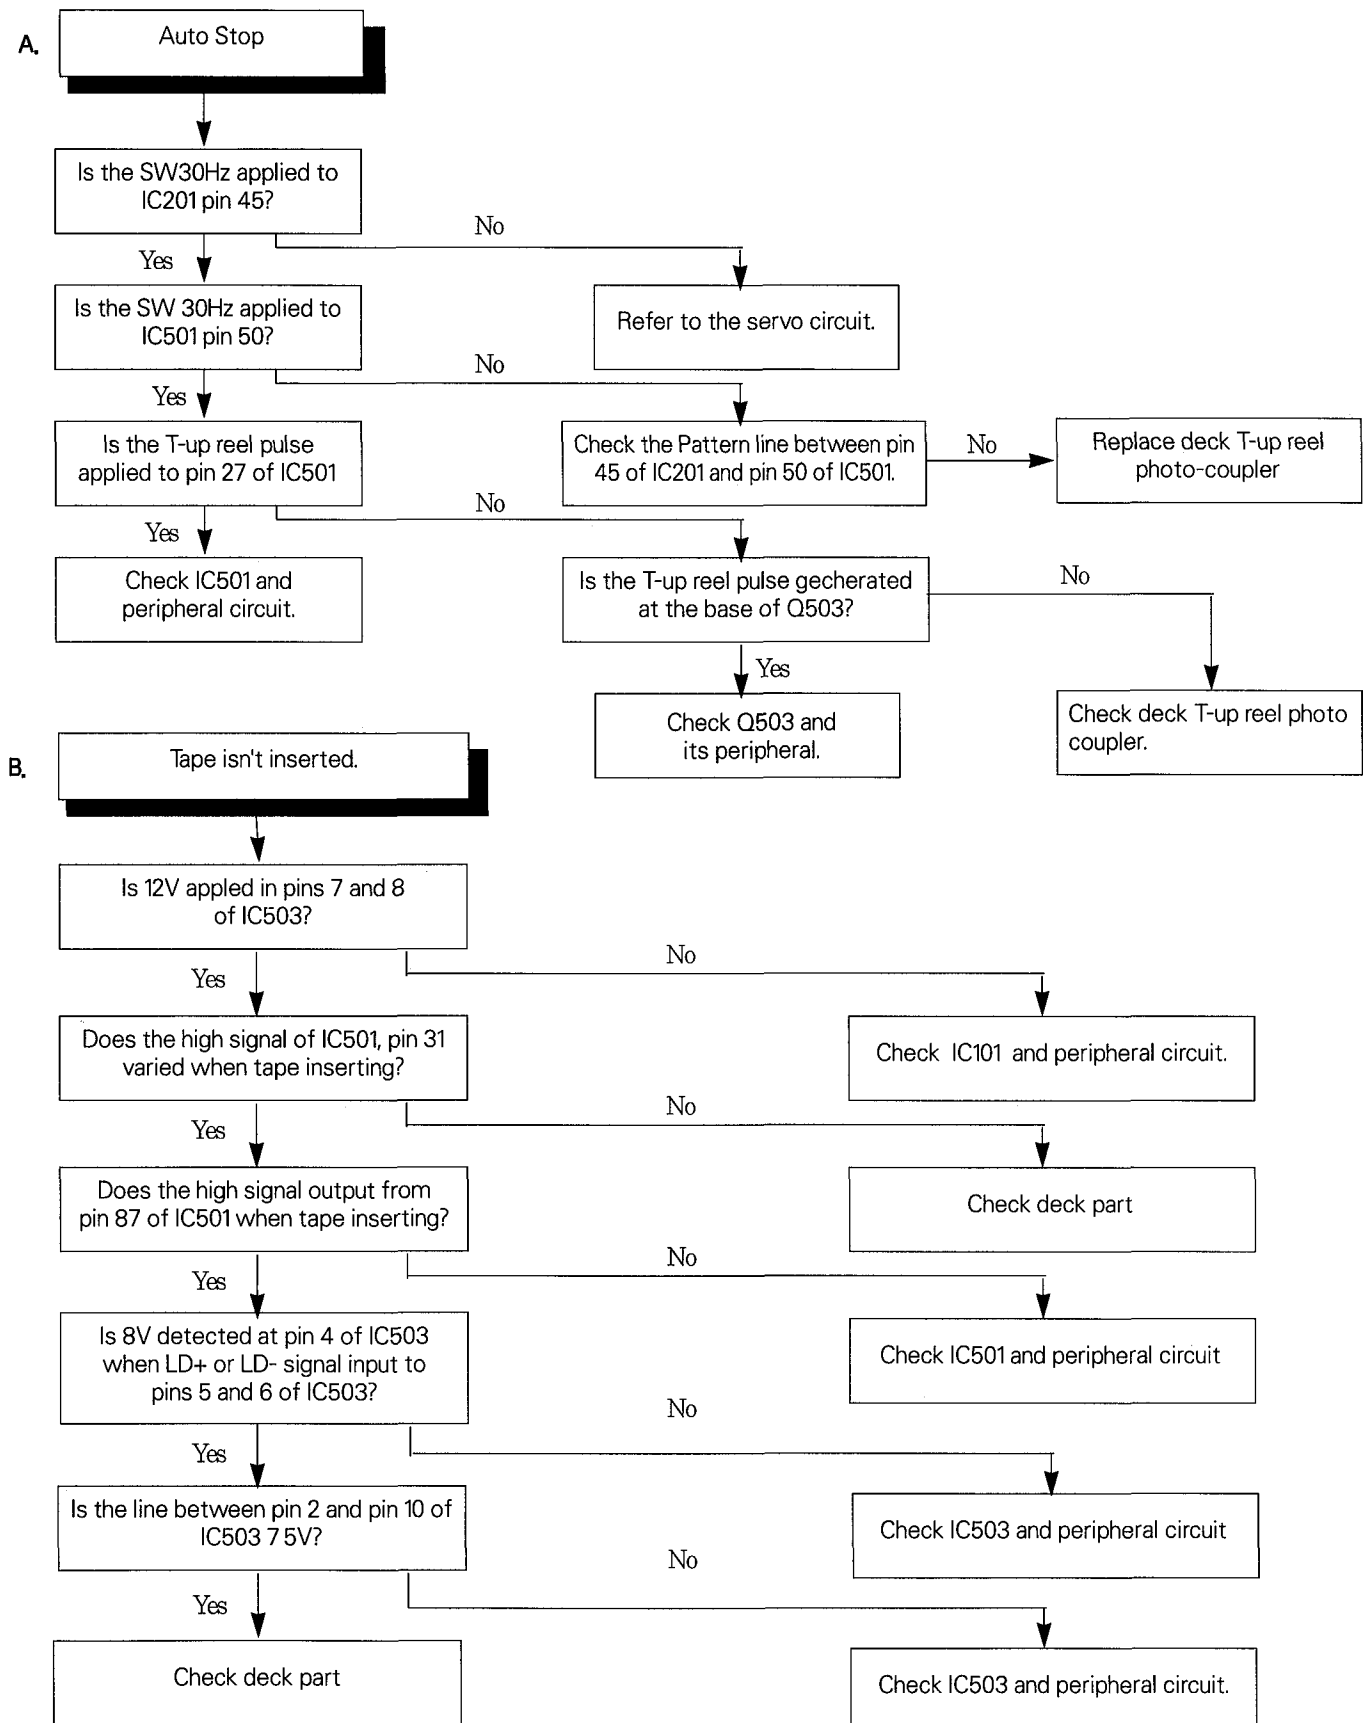 A.
Auto Stop
Is the SW30Hz applied to
IC201 pin 45?
No
Yes
Is the SW 30Hz applied to
IC501 pin 50?
Refer to the servo circuit.
No
Yes
Is the T-up reel pulse
applied to pin 27 of IC501
Check the Pattern line between pin
45 of IC201 and pin 50 of IC501.
No
Replace deck T-up reel
photo-coupler
No
Yes
Check IC501 and
peripheral circuit.
Is the T-up reel pulse gecherated
at the base of Q503?
No
Yes
Check Q503 and
its peripheral.
Check deck T-up reel photo
coupler.
B.
Tape isn't inserted.
Is 12V appled in pins 7 and 8
of IC503?
No
Yes
Does the high signal of IC501, pin 31
varied when tape inserting?
Check IC101 and peripheral circuit.
No
Yes
Does the high signal output from
pin 87 of IC501 when tape inserting?
Check deck part
No
Yes
Is 8V detected at pin 4 of IC503
when LD+ or LD- signal input to
pins 5 and 6 of IC503?
Check IC501 and peripheral circuit
No
Yes
Is the line between pin 2 and pin 10 of
IC503 7 5V?
Check IC503 and peripheral circuit
No
Yes
Check deck part
Check IC503 and peripheral circuit.